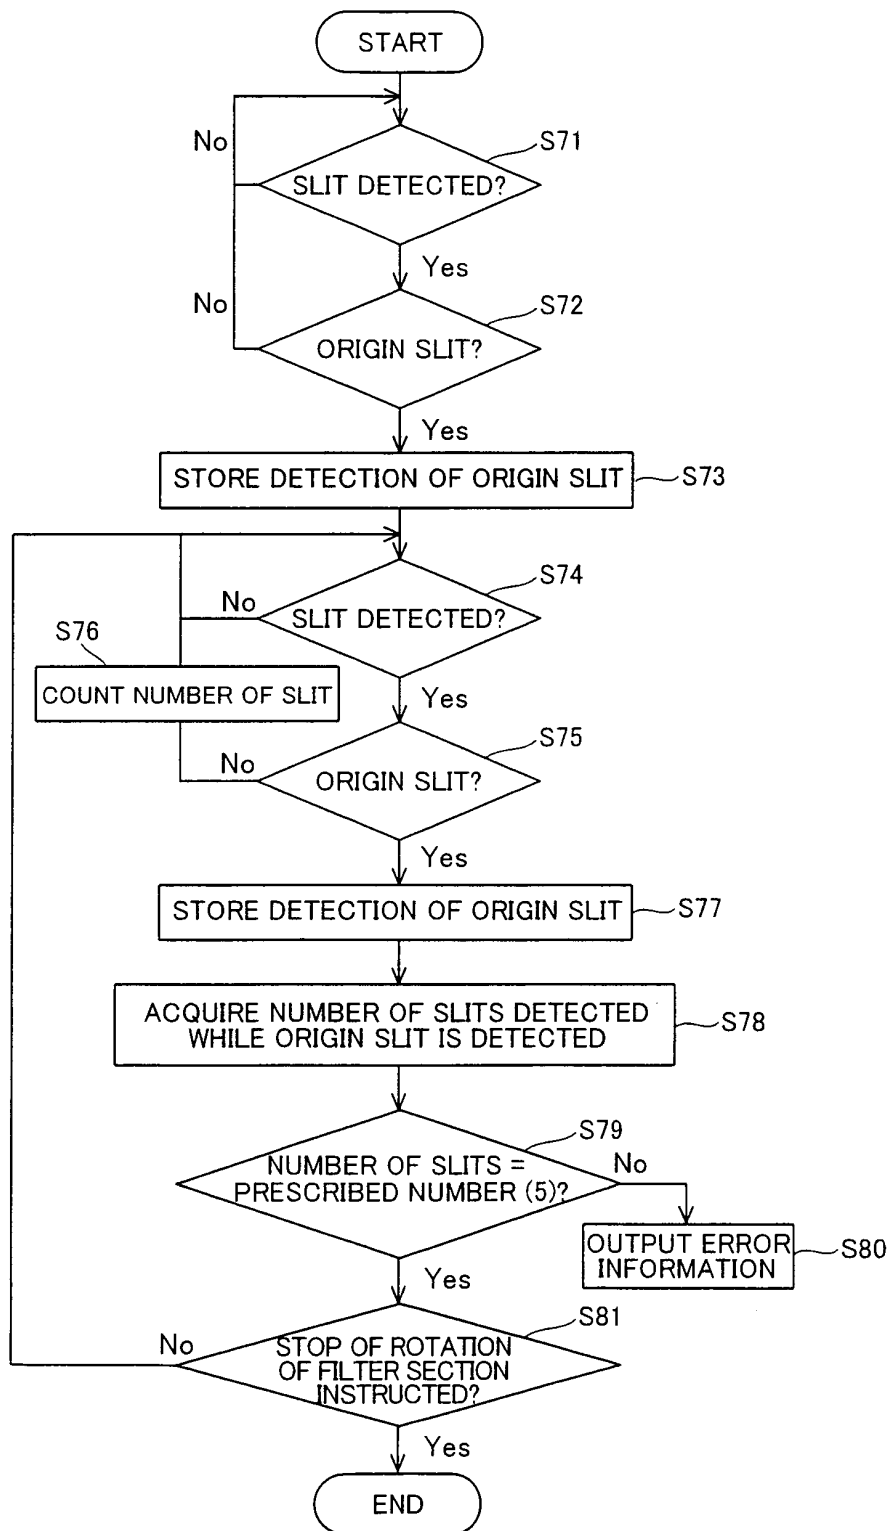 START
No
S71
SLIT DETECTED?
Yes
No
S72
ORIGIN SLIT?
Yes
STORE DETECTION OF ORIGIN SLIT
S73
S74
No
SLIT DETECTED?
S76
COUNT NUMBER OF SLIT
Yes
S75
No
ORIGIN SLIT?
Yes
STORE DETECTION OF ORIGIN SLIT
S77
ACQUIRE NUMBER OF SLITS DETECTED
WHILE ORIGIN SLIT IS DETECTED
S78
S79
NUMBER OF SLITS =
PRESCRIBED NUMBER (5)?
No
OUTPUT ERROR
INFORMATION
S80
Yes
S81
No
STOP OF ROTATION
OF FILTER SECTION
INSTRUCTED?
Yes
END